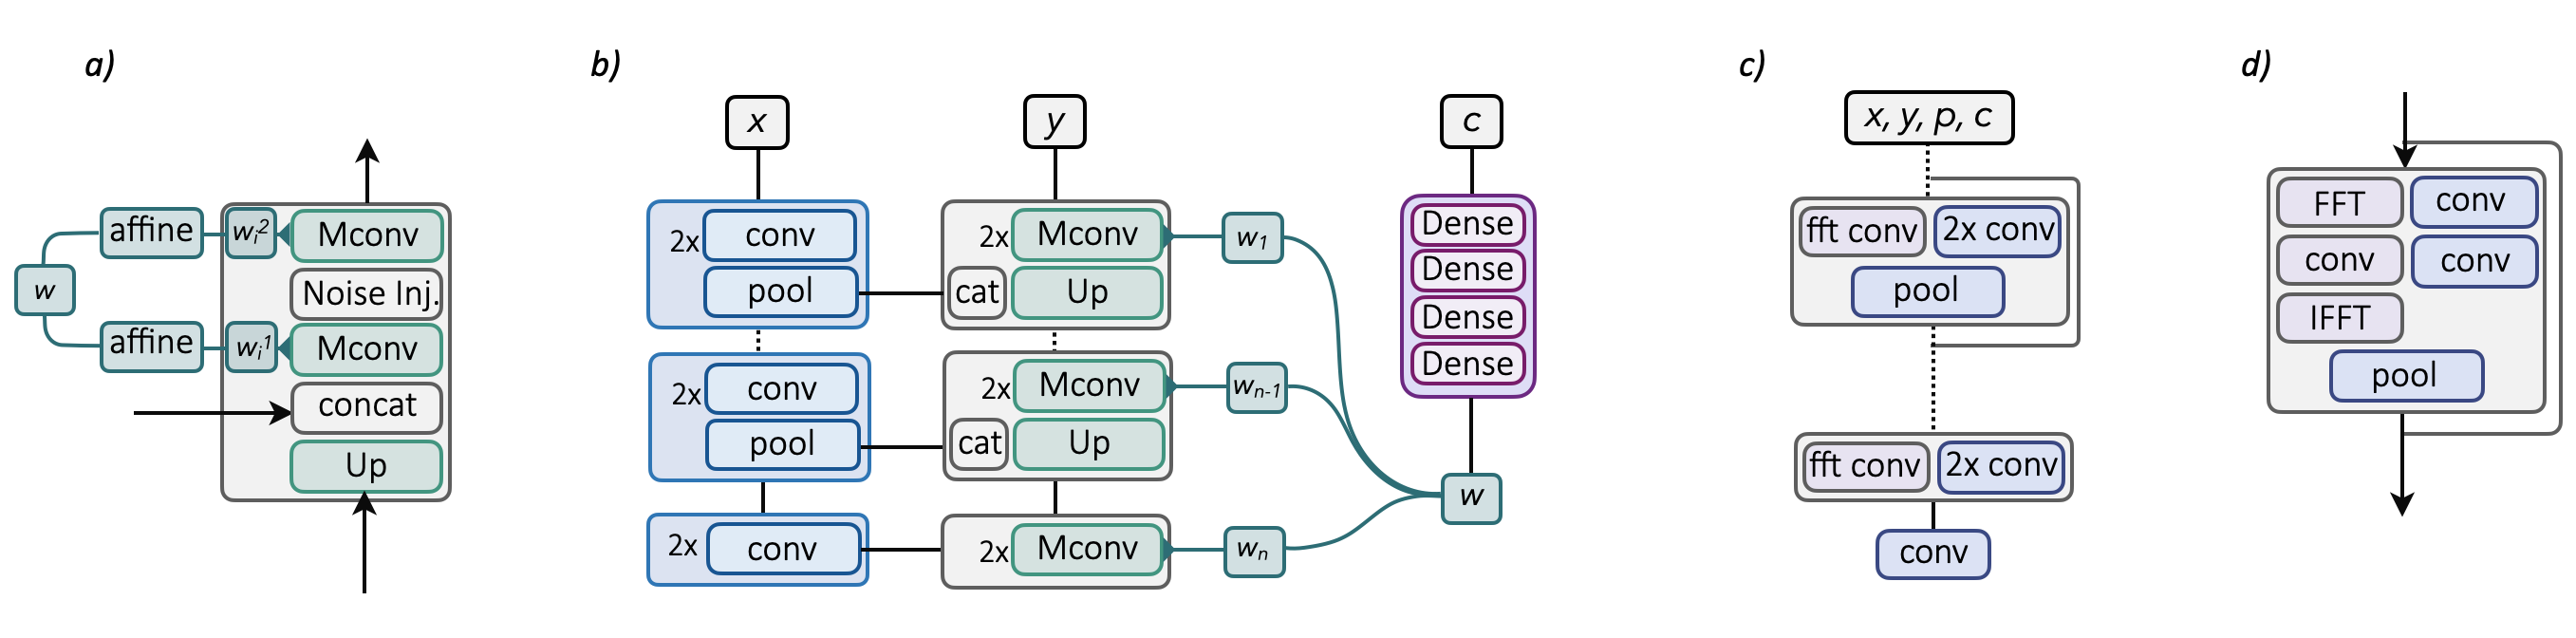 a)
affine
w_i^2
Mconv
Noise Inj.
w
affine
w_i^1
Mconv
concat
Up
b)
x
y
c
2x conv
pool
2x Mconv
cat Up
w_1
Dense
Dense
Dense
Dense
2x conv
pool
2x Mconv
cat Up
w_{n-1}
w
2x conv
2x Mconv
w_n
c)
x, y, p, c
fft conv 2x conv
pool
fft conv 2x conv
conv
d)
FFT conv
conv conv
IFFT
pool